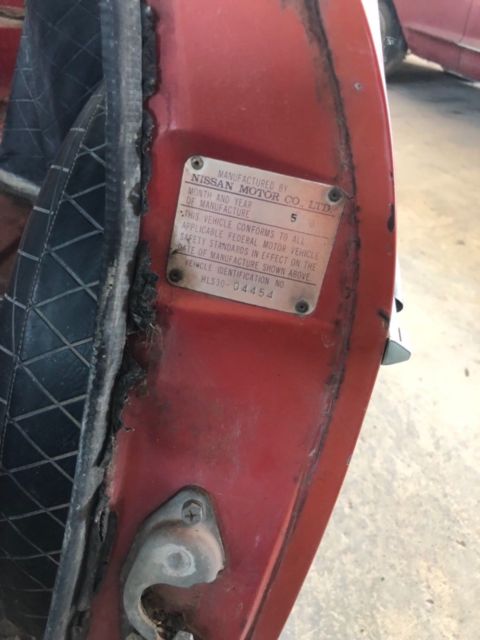 MANUFACTURED BY
NISSAN MOTOR CO., LTD.
MONTH AND YEAR
OF MANUFACTURE 5
THIS VEHICLE CONFORMS TO ALL
APPLICABLE FEDERAL MOTOR VEHICLE
SAFETY STANDARDS IN EFFECT ON THE
DATE OF MANUFACTURE SHOWN ABOVE
VEHICLE IDENTIFICATION NO.
HLS30-04454